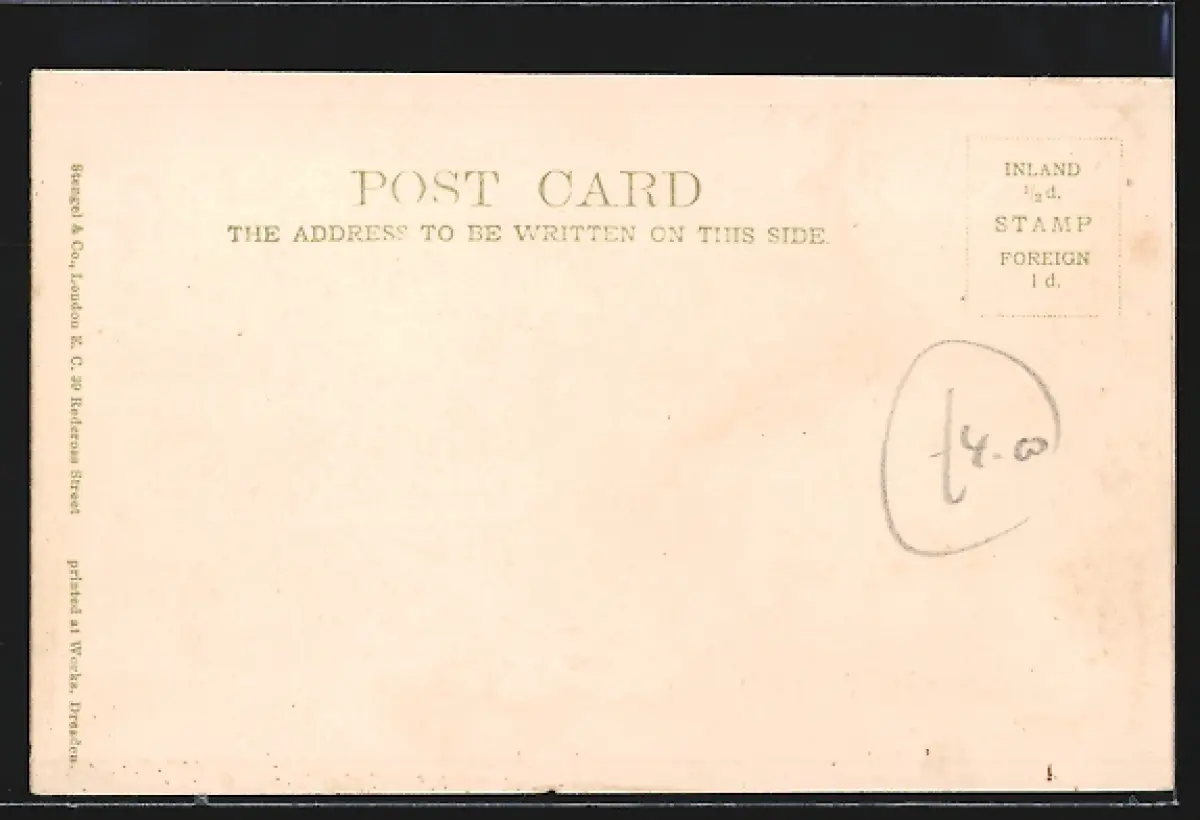 POST CARD
THE ADDRESS TO BE WRITTEN ON THIS SIDE.
INLAND
½ d.
STAMP
FOREIGN
1 d.
£4-00
Stengel & Co., London E. C. 39 Redcross Street printed at Works, Dresden.